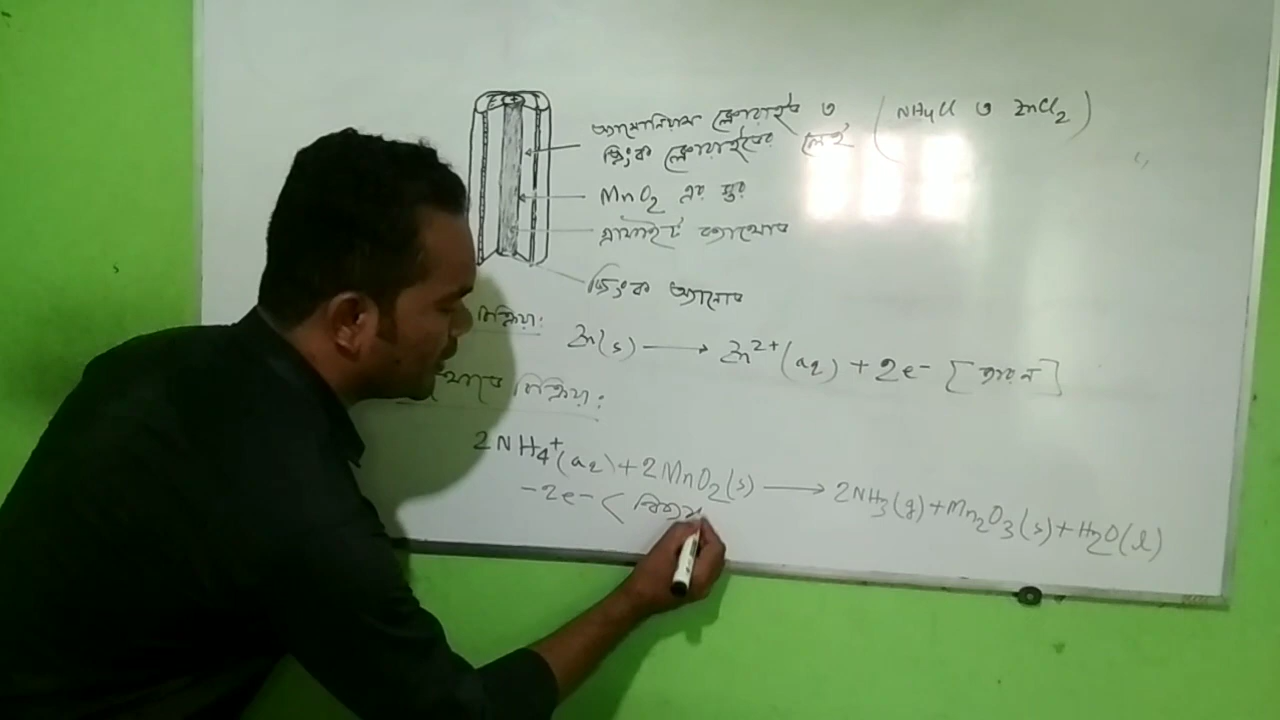 অ্যামোনিয়াম ক্লোরাইড ও (NH4Cl ও ZnCl2)
জিংক ক্লোরাইডের লেই
MnO2 এর স্তর
গ্রাফাইট ক্যাথোড
জিংক অ্যানোড
বিক্রিয়া:
Zn(s) ⟶ Zn²⁺(aq) + 2e⁻ [জারন]
বিক্রিয়া:
2NH4⁺(aq) + 2MnO2(s) ⟶ 2NH3(g) + Mn2O3(s) + H2O(l)
-2e⁻ (